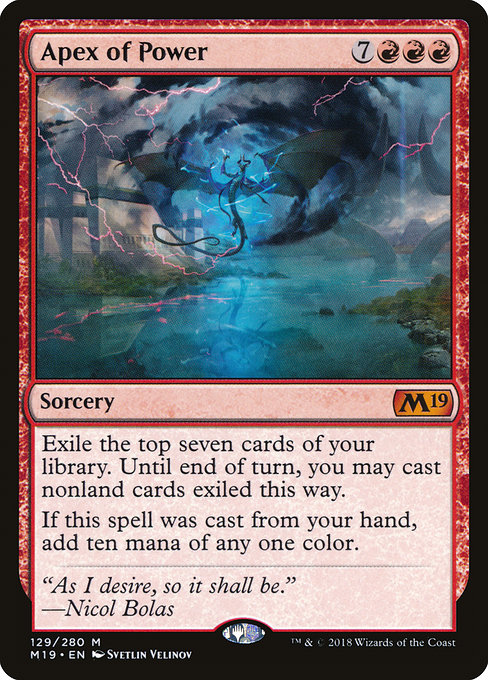 Apex of Power 7
Sorcery M19
Exile the top seven cards of your
library. Until end of turn, you may cast
nonland cards exiled this way.
If this spell was cast from your hand,
add ten mana of any one color.
“As I desire, so it shall be.”
—Nicol Bolas
129/280 M
M19 • EN Svetlin Velinov
™ & © 2018 Wizards of the Coast